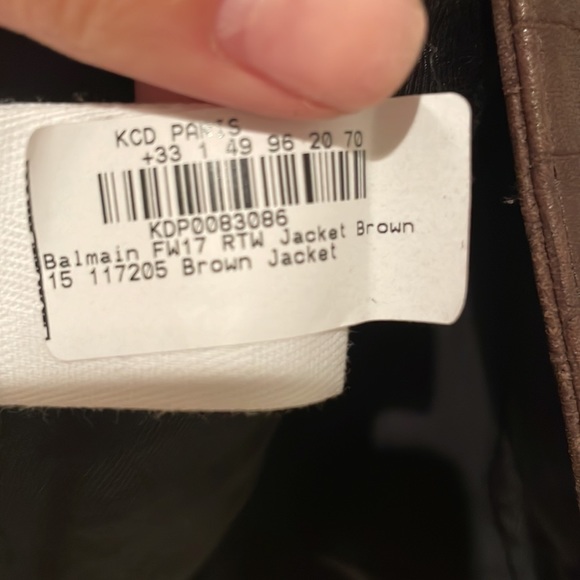 KCD PARIS
+33 1 49 96 20 70
KDP0083086
Balmain FW17 RTW Jacket Brown
15 117205 Brown Jacket